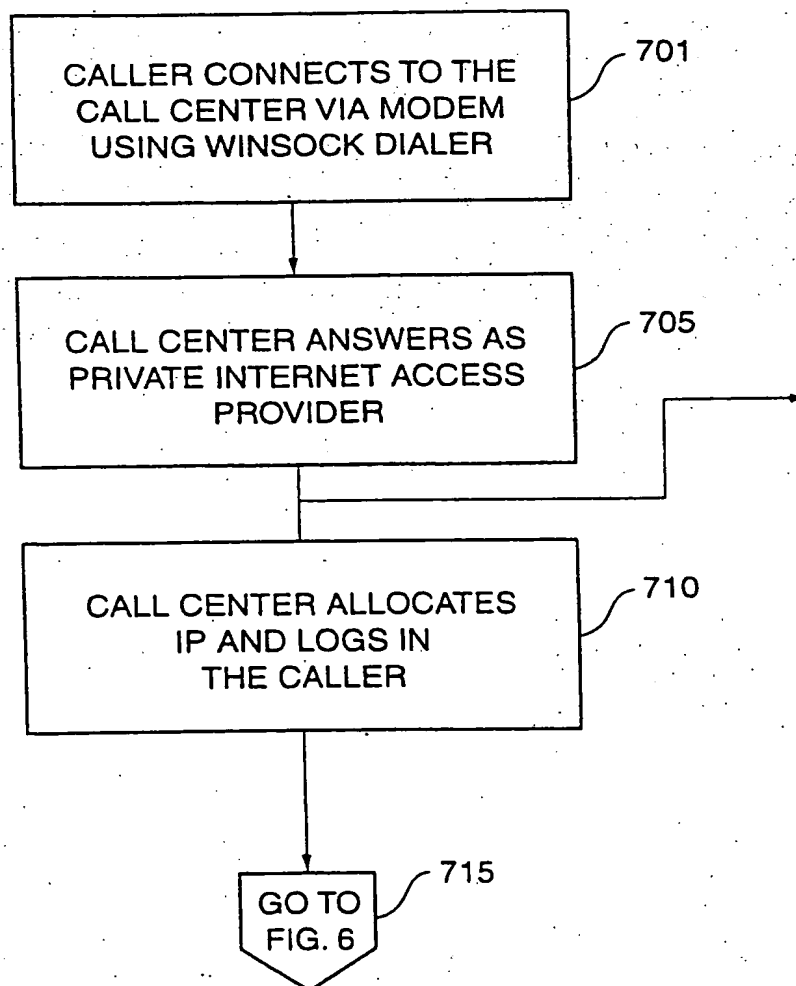 CALLER CONNECTS TO THE
CALL CENTER VIA MODEM
USING WINSOCK DIALER
701
CALL CENTER ANSWERS AS
PRIVATE INTERNET ACCESS
PROVIDER
705
CALL CENTER ALLOCATES
IP AND LOGS IN
THE CALLER
710
GO TO
FIG. 6
715